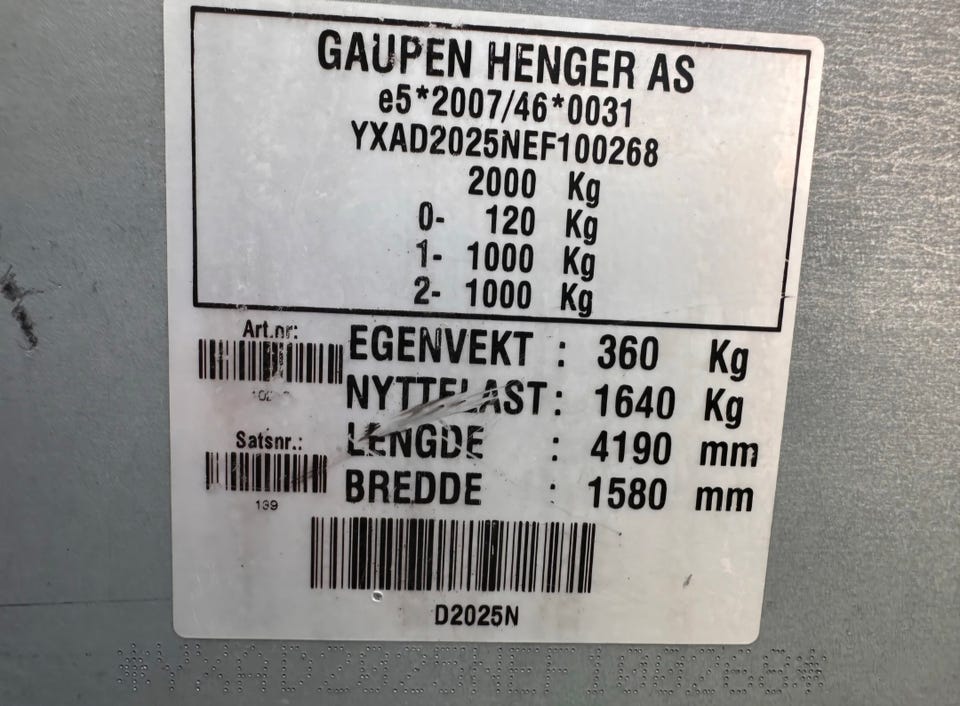 GAUPEN HENGER AS
e5*2007/46*0031
YXAD2025NEF100268
2000 Kg
0- 120 Kg
1- 1000 Kg
2- 1000 Kg
Art.nr:
EGENVEKT : 360 Kg
NYTTELAST : 1640 Kg
Satsnr.:
LENGDE : 4190 mm
139
BREDDE : 1580 mm
D2025N
*YXAD2025NEF100268*